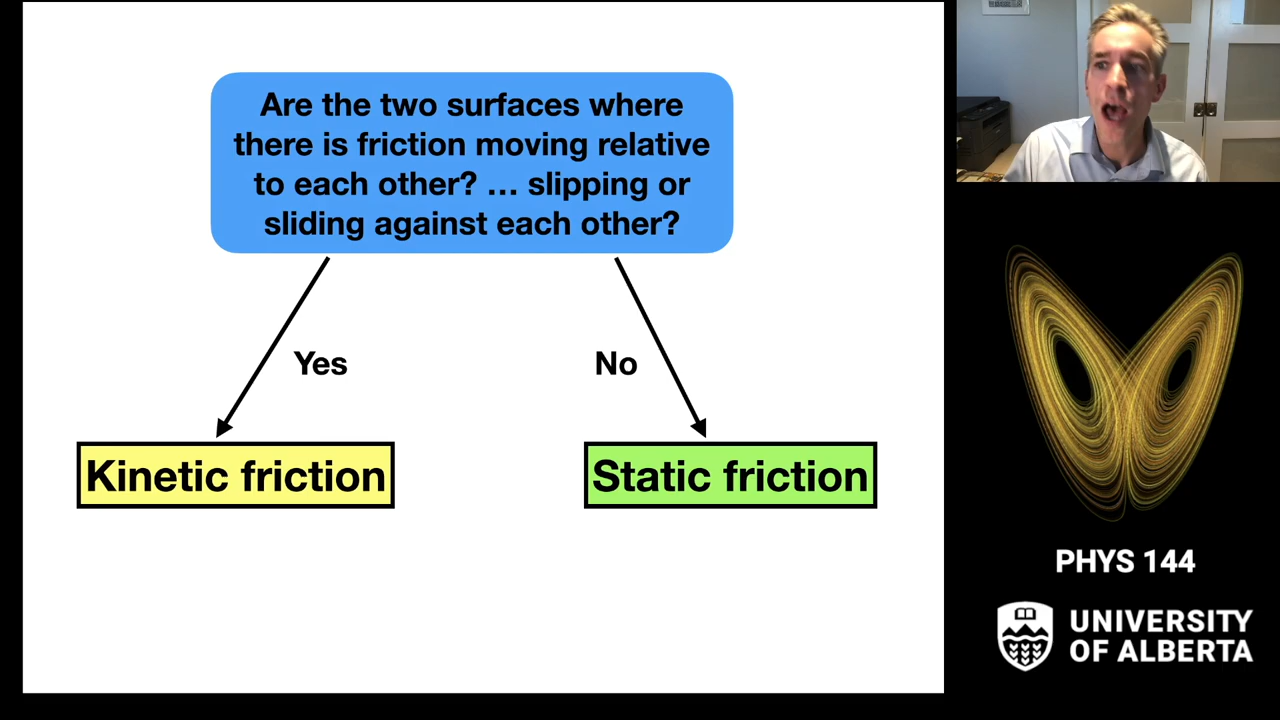 Are the two surfaces where
there is friction moving relative
to each other? … slipping or
sliding against each other?
Yes
No
Kinetic friction
Static friction
PHYS 144
UNIVERSITY
OF ALBERTA